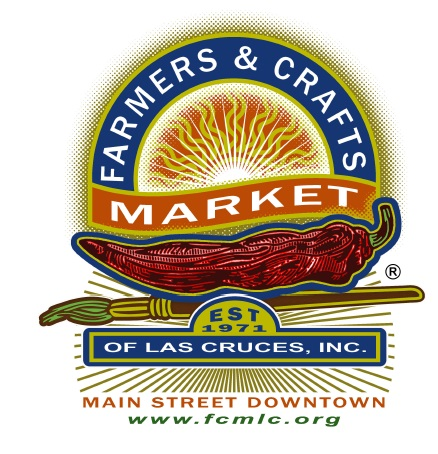 FARMERS & CRAFTS
MARKET
®
EST
1971
OF LAS CRUCES, INC.
MAIN STREET DOWNTOWN
www.fcmlc.org